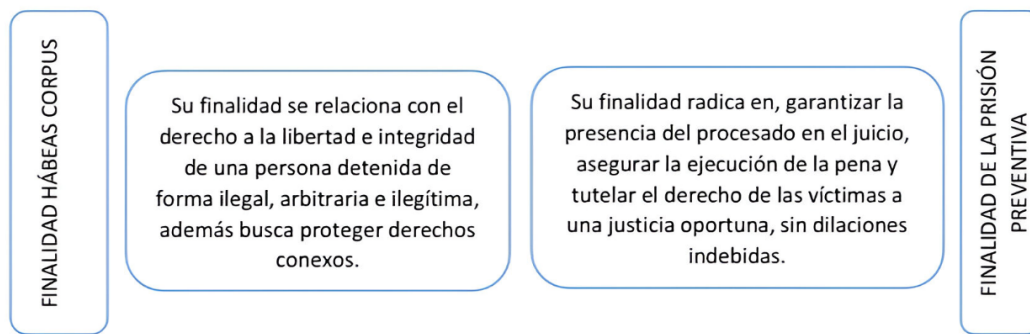 FINALIDAD HÁBEAS CORPUS
Su finalidad se relaciona con el
derecho a la libertad e integridad
de una persona detenida de
forma ilegal, arbitraria e ilegítima,
además busca proteger derechos
conexos.
Su finalidad radica en, garantizar la
presencia del procesado en el juicio,
asegurar la ejecución de la pena y
tutelar el derecho de las víctimas a
una justicia oportuna, sin dilaciones
indebidas.
FINALIDAD DE LA PRISIÓN
PREVENTIVA